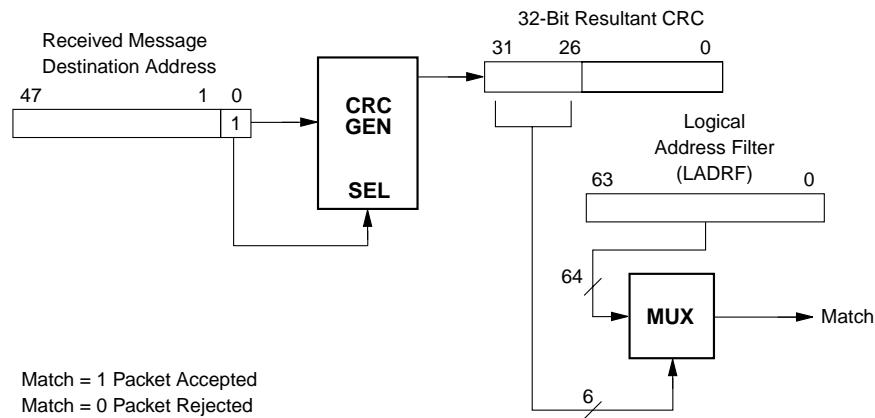 32-Bit Resultant CRC
Received Message
Destination Address
31 26 0
47 1 0
1
CRC
GEN
SEL
Logical
Address Filter
(LADRF)
63 0
64
MUX
Match
6
Match = 1 Packet Accepted
Match = 0 Packet Rejected